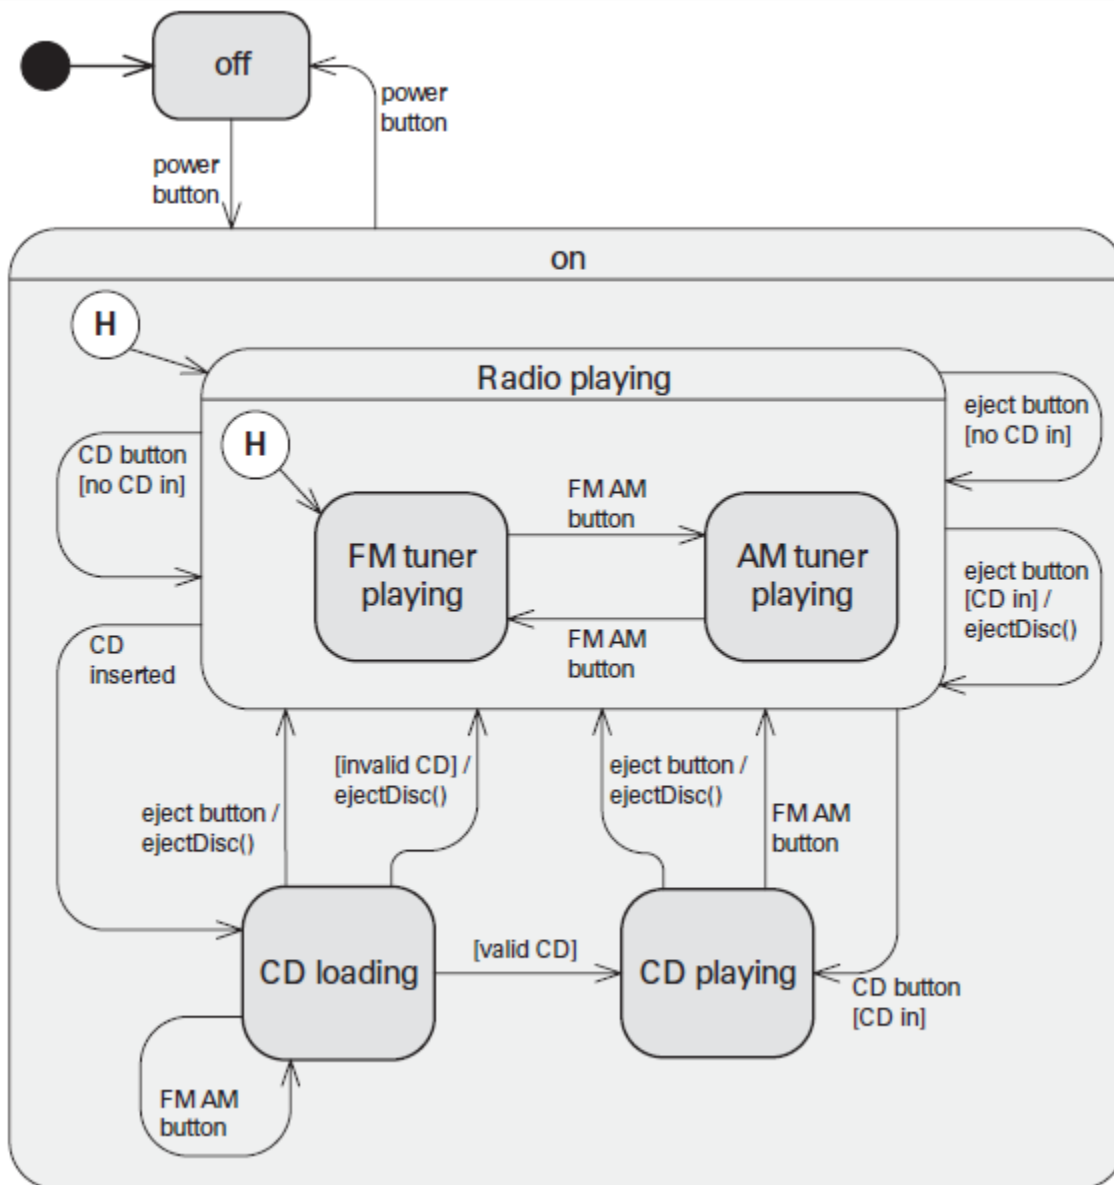 off
power
button
power
button
on
H
Radio playing
eject button
[no CD in]
H
CD button
[no CD in]
FM AM
button
FM tuner
playing
AM tuner
playing
eject button
[CD in] /
ejectDisc()
FM AM
button
CD
inserted
[invalid CD] /
ejectDisc()
eject button /
ejectDisc()
eject button /
ejectDisc()
FM AM
button
[valid CD]
CD loading
CD playing
CD button
[CD in]
FM AM
button